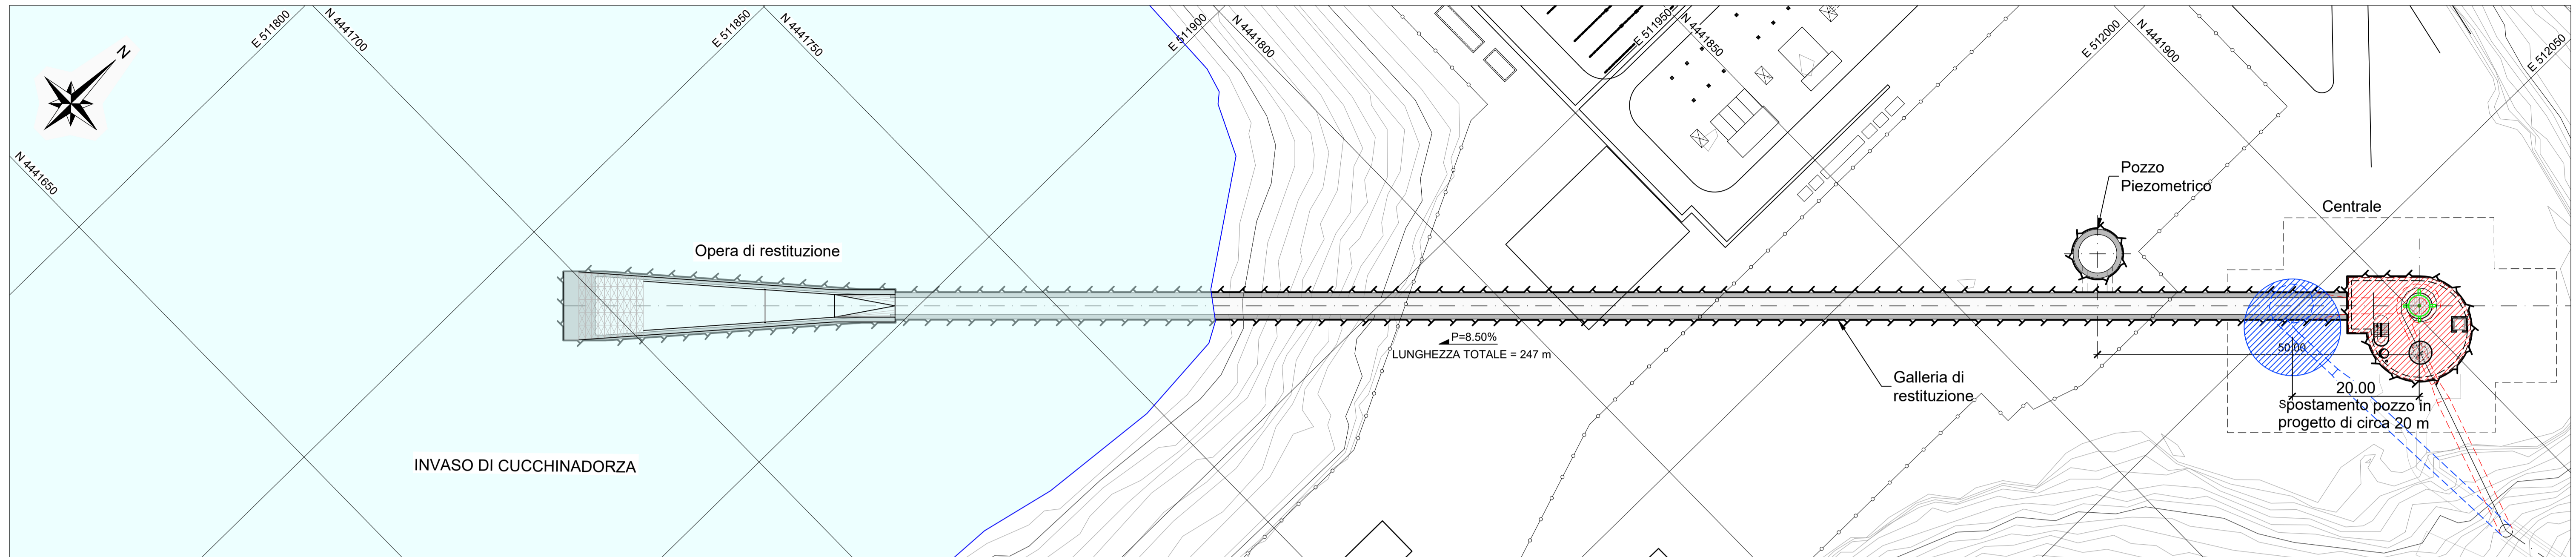 E 511800
N 4441700
E 511850
N 4441750
E 511900
N 4441800
E 511950
N 4441850
E 512000
N 4441900
E 512050
N
N 4441650
Pozzo
Piezometrico
Centrale
Opera di restituzione
P=8.50%
LUNGHEZZA TOTALE = 247 m
50.00
Galleria di
restituzione
20.00
Spostamento pozzo in
progetto di circa 20 m
INVASO DI CUCCHINADORZA